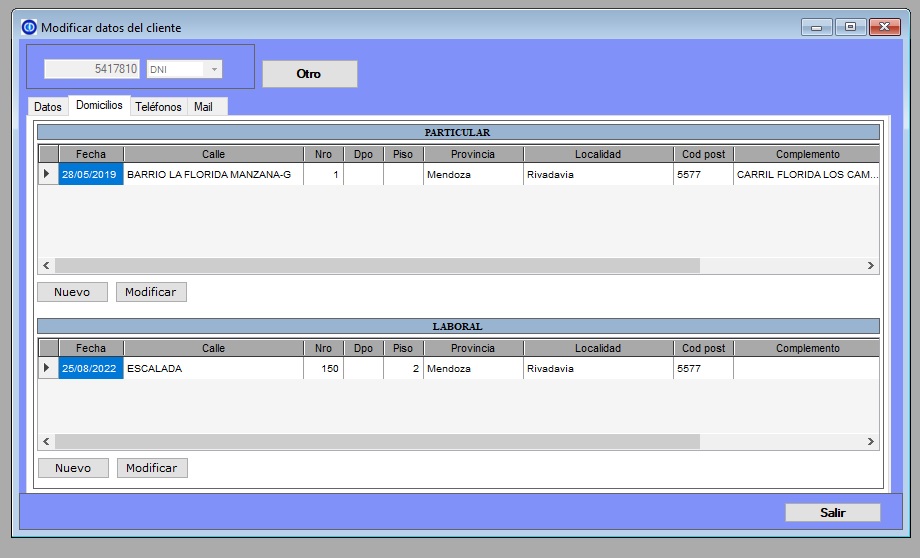 Modificar datos del cliente
5417810 DNI Otro
Datos Domicilios Teléfonos Mail
PARTICULAR
Fecha Calle Nro Dpo Piso Provincia Localidad Cod post Complemento
28/05/2019 BARRIO LA FLORIDA MANZANA-G 1 Mendoza Rivadavia 5577 CARRIL FLORIDA LOS CAM...
Nuevo Modificar
LABORAL
Fecha Calle Nro Dpo Piso Provincia Localidad Cod post Complemento
25/08/2022 ESCALADA 150 2 Mendoza Rivadavia 5577
Nuevo Modificar
Salir